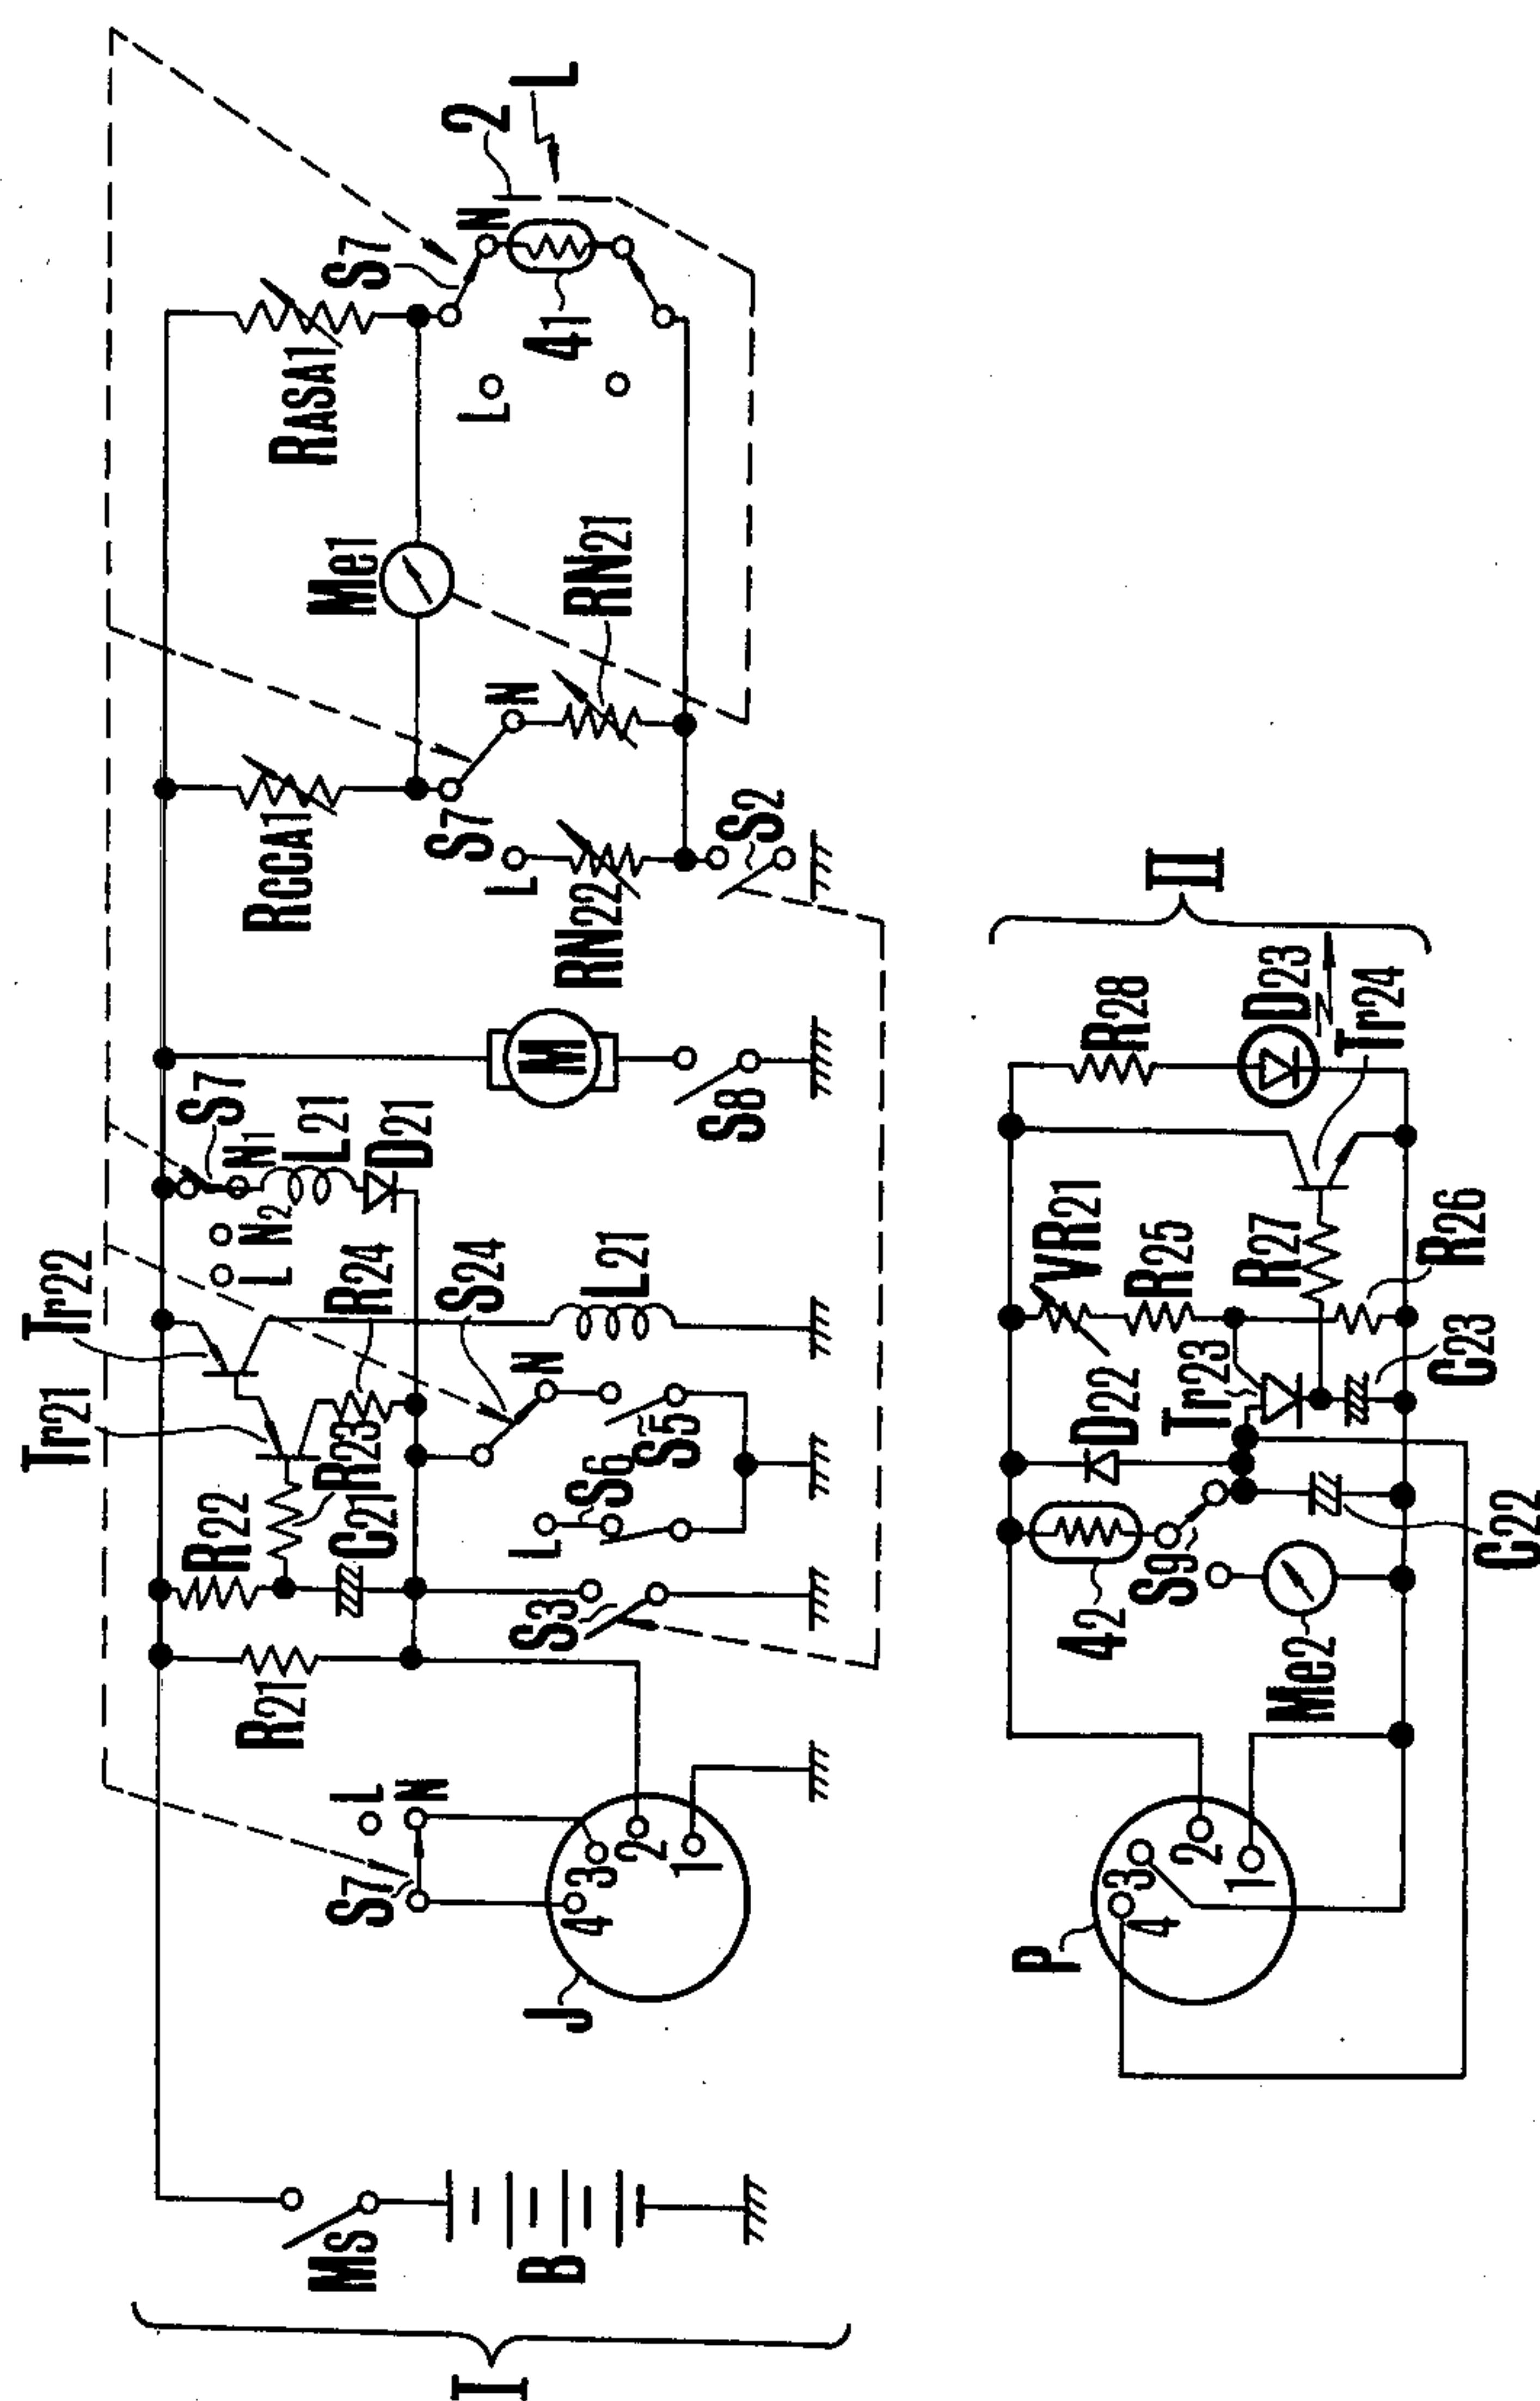 I
MS
B
J
4
3
2
1
S7
L
N
R21
R22
R23
C21
Tr21
Tr22
R24
S24
S3
L
S6
S5
N
L21
L
N2
N1
S7
L21
D21
M
S8
RCCA1
S7
L
N
RN22
RN21
S2
Me1
RASA1
S7
L
N
41
2
L
II
P
4
3
2
1
42
S9
Me2
D22
C22
Tr23
C23
VR21
R25
R26
R27
R28
D23
Tr24